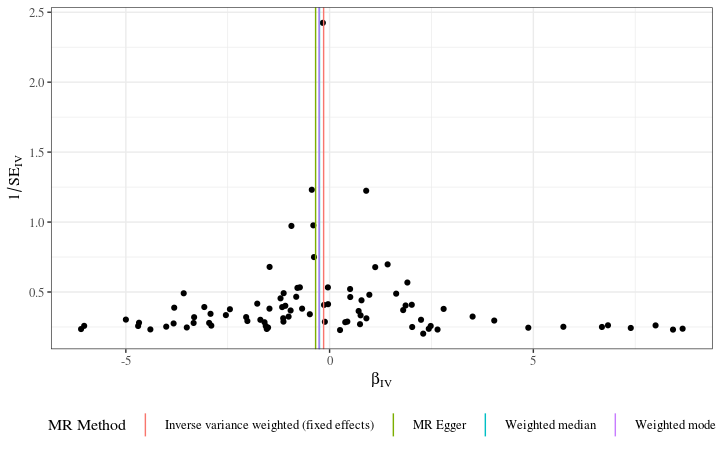 2.5
2.0
1.5
1.0
0.5
1/SE_IV
-5
0
5
β_IV
MR Method
Inverse variance weighted (fixed effects)
MR Egger
Weighted median
Weighted mode